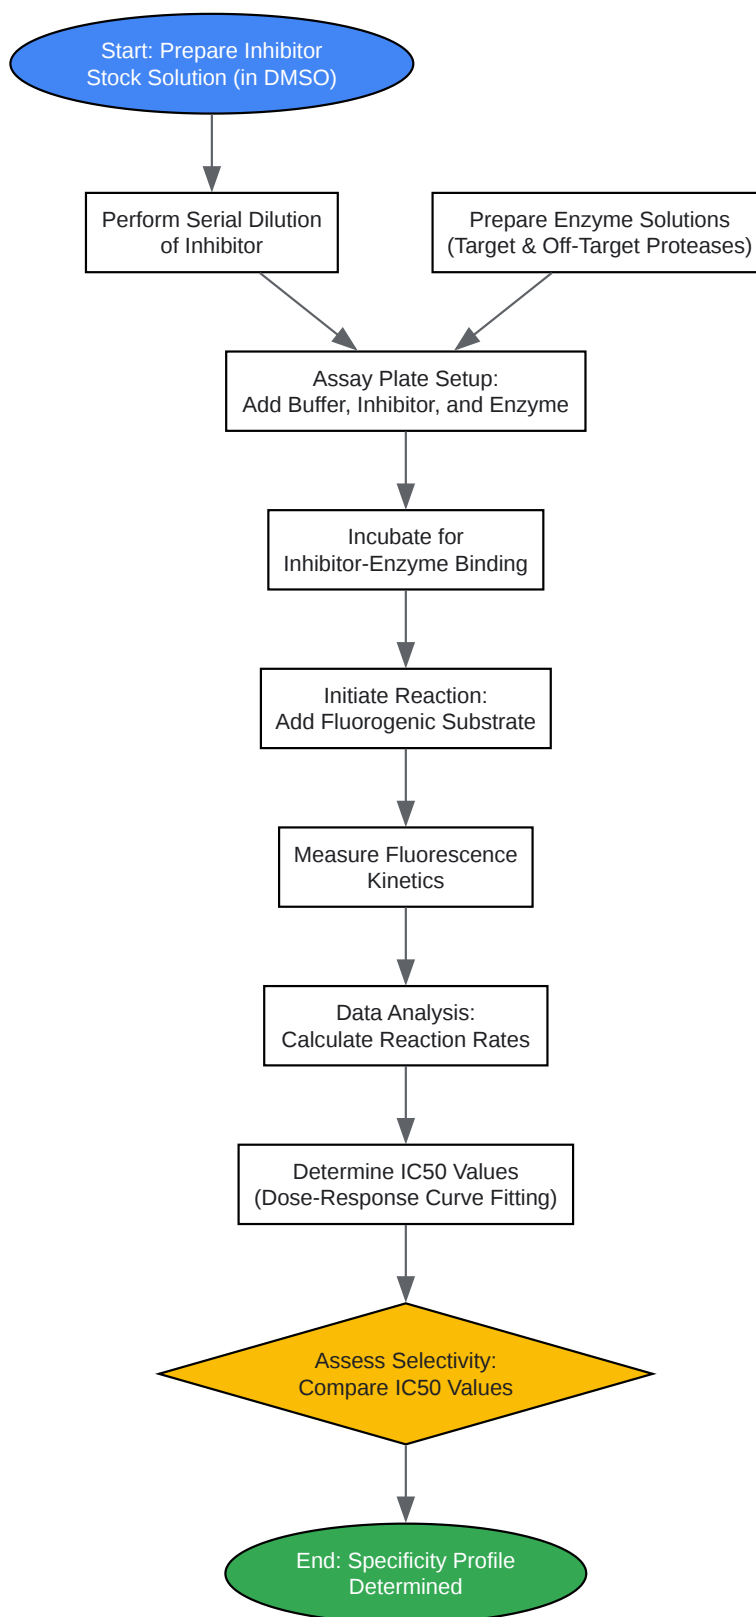 Start: Prepare Inhibitor
Stock Solution (in DMSO)
Perform Serial Dilution
of Inhibitor
Prepare Enzyme Solutions
(Target & Off-Target Proteases)
Assay Plate Setup:
Add Buffer, Inhibitor, and Enzyme
Incubate for
Inhibitor-Enzyme Binding
Initiate Reaction:
Add Fluorogenic Substrate
Measure Fluorescence
Kinetics
Data Analysis:
Calculate Reaction Rates
Determine IC50 Values
(Dose-Response Curve Fitting)
Assess Selectivity:
Compare IC50 Values
End: Specificity Profile
Determined